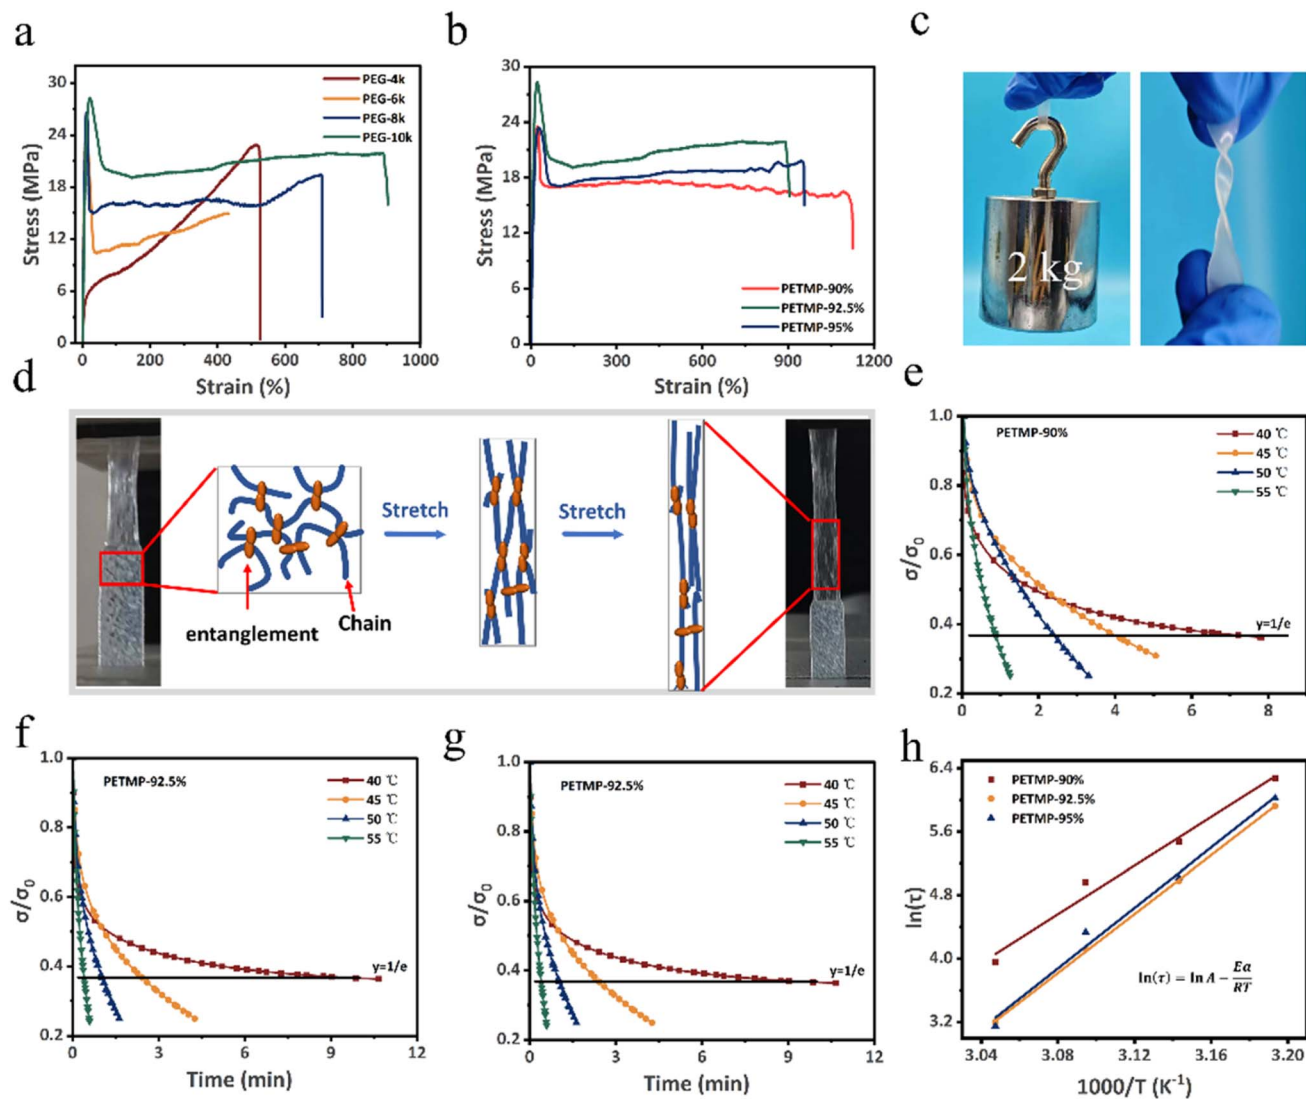 a
30
24
18
12
6
0
Stress (MPa)
PEG-4k
PEG-6k
PEG-8k
PEG-10k
0 200 400 600 800 1000
Strain (%)
b
30
24
18
12
6
0
Stress (MPa)
PETMP-90%
PETMP-92.5%
PETMP-95%
0 300 600 900 1200
Strain (%)
c
2 kg
d
Stretch
Stretch
entanglement
Chain
e
1.0
0.8
0.6
0.4
0.2
σ/σ0
PETMP-90%
40 ℃
45 ℃
50 ℃
55 ℃
y=1/e
0 2 4 6 8
f
1.0
0.8
0.6
0.4
0.2
σ/σ0
PETMP-92.5%
40 ℃
45 ℃
50 ℃
55 ℃
y=1/e
0 3 6 9 12
Time (min)
g
1.0
0.8
0.6
0.4
0.2
σ/σ0
PETMP-92.5%
40 ℃
45 ℃
50 ℃
55 ℃
y=1/e
0 3 6 9 12
Time (min)
h
6.4
5.6
4.8
4.0
3.2
ln(τ)
PETMP-90%
PETMP-92.5%
PETMP-95%
ln(τ) = ln A − Ea/RT
3.04 3.08 3.12 3.16 3.20
1000/T (K-1)